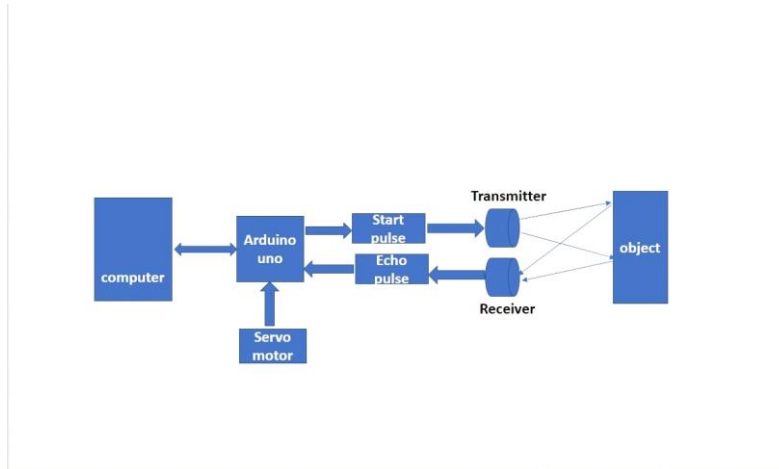 Transmitter
Start
pulse
Arduino
uno
object
Echo
pulse
computer
Receiver
Servo
motor